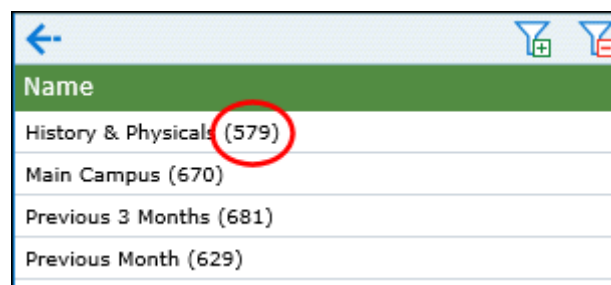 Name
History & Physicals (579)
Main Campus (670)
Previous 3 Months (681)
Previous Month (629)